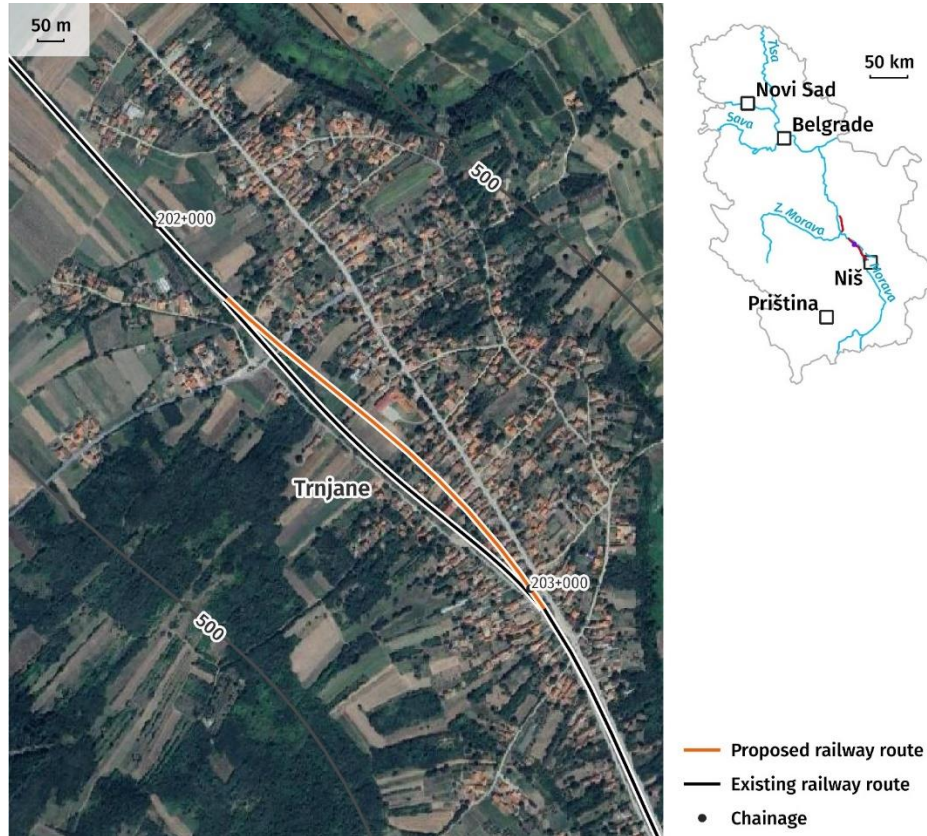 50 m
202+000
500
Trnjane
203+000
500
50 km
Tisa
Novi Sad
Sava
Belgrade
Z. Morava
Niš
Morava
Priština
Proposed railway route
Existing railway route
Chainage